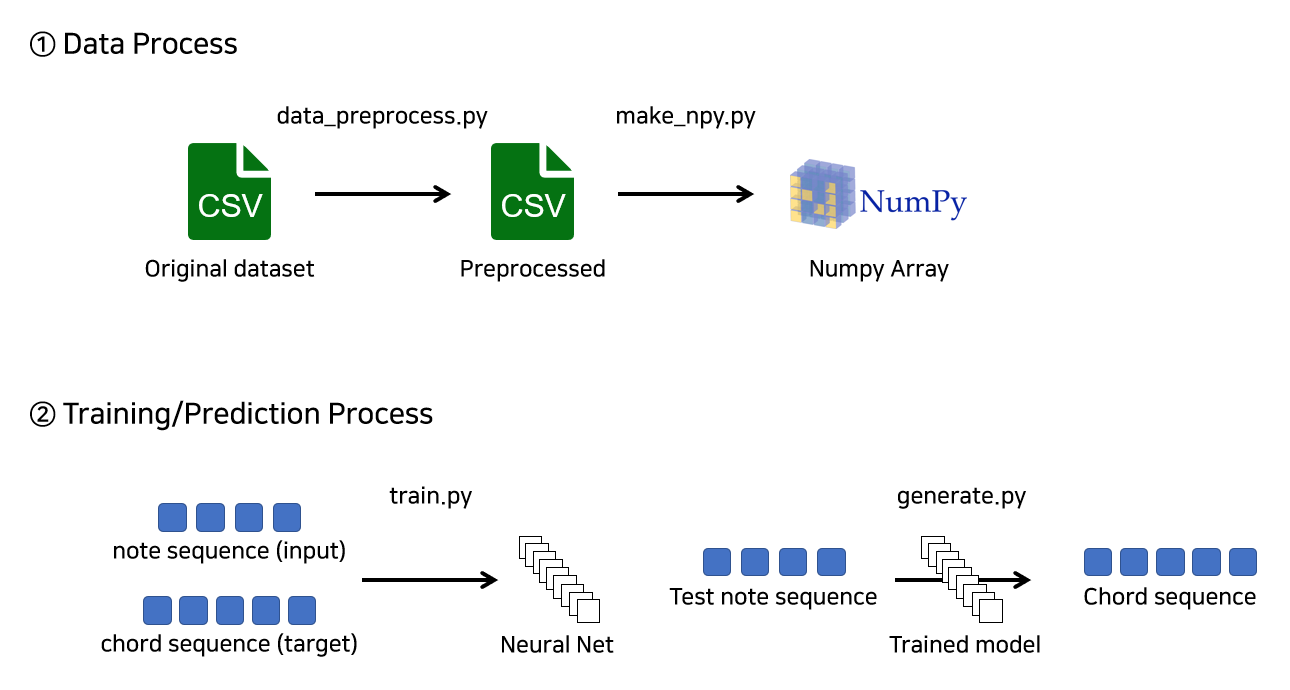 ① Data Process
data_preprocess.py
make_npy.py
CSV
CSV
NumPy
Original dataset
Preprocessed
Numpy Array
② Training/Prediction Process
train.py
generate.py
note sequence (input)
Test note sequence
Chord sequence
chord sequence (target)
Neural Net
Trained model